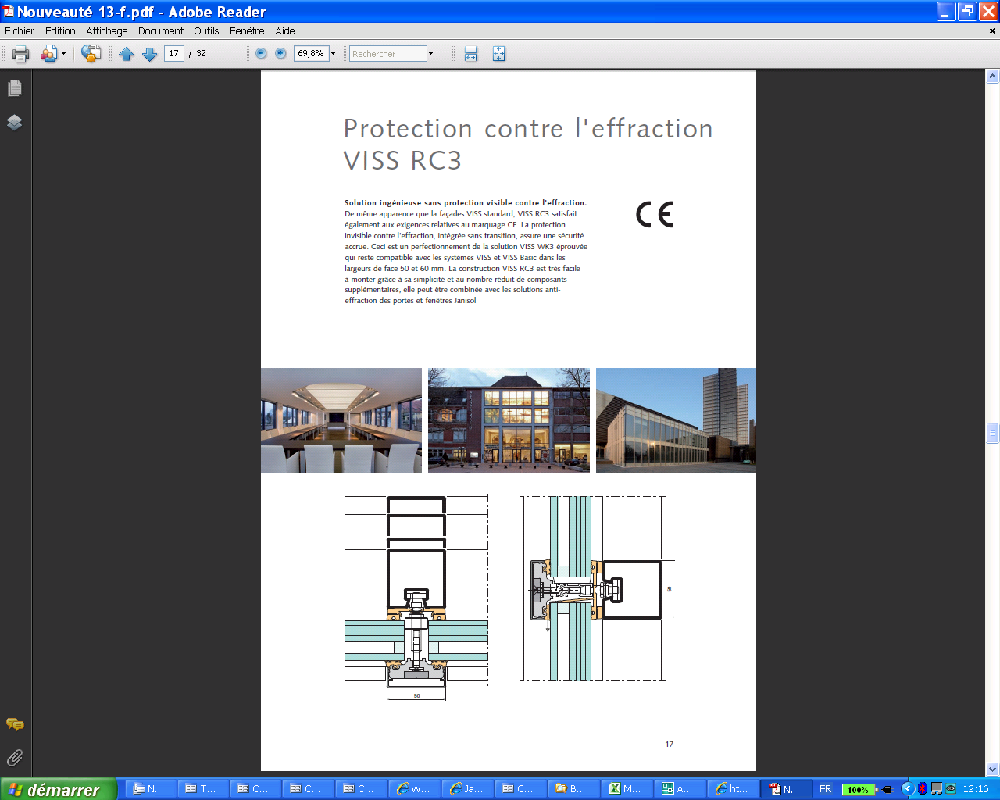 Nouveauté 13-f.pdf - Adobe Reader
Fichier Edition Affichage Document Outils Fenêtre Aide
17 / 32 69,8% Rechercher
Protection contre l'effraction
VISS RC3
Solution ingénieuse sans protection visible contre l'effraction.
De même apparence que la façades VISS standard, VISS RC3 satisfait
également aux exigences relatives au marquage CE. La protection
invisible contre l'effraction, intégrée sans transition, assure une sécurité
accrue. Ceci est un perfectionnement de la solution VISS WK3 éprouvée
qui reste compatible avec les systèmes VISS et VISS Basic dans les
largeurs de face 50 et 60 mm. La construction VISS RC3 est très facile
à monter grâce à sa simplicité et au nombre réduit de composants
supplémentaires, elle peut être combinée avec les solutions anti-
effraction des portes et fenêtres Janisol
CE
50
50
17
démarrer N... T... C... C... C... W... Ja... C... B... M... A... ht... N... FR 100% 12:16